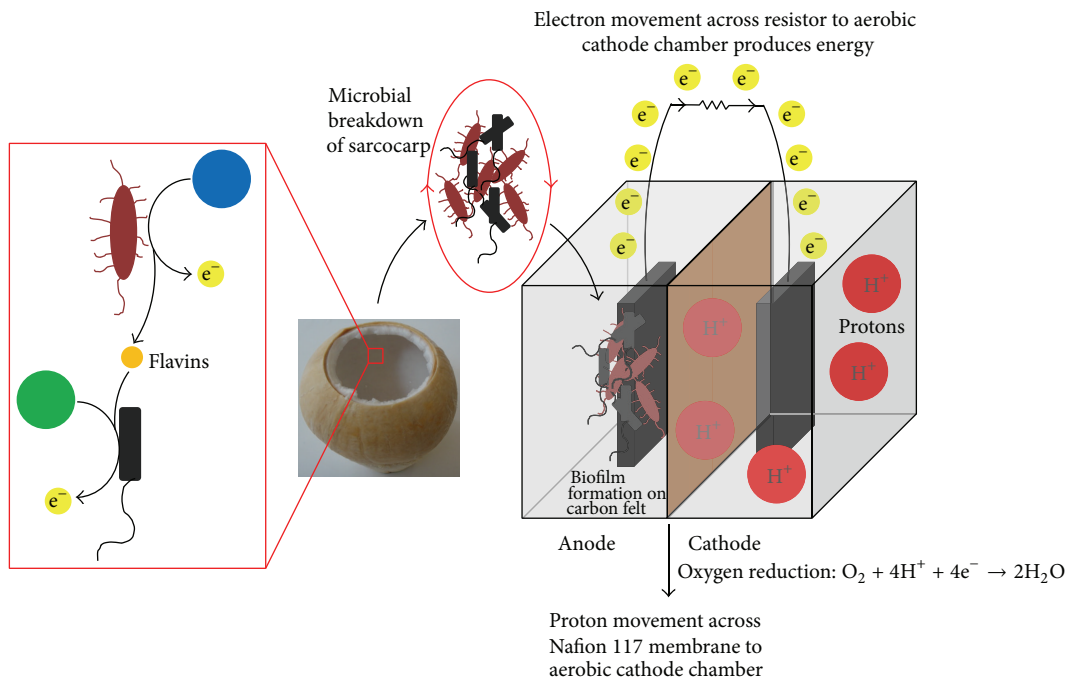 Electron movement across resistor to aerobic
cathode chamber produces energy
e⁻
e⁻
e⁻
e⁻
e⁻
e⁻
e⁻
e⁻
e⁻
e⁻
Microbial
breakdown
of sarcocarp
e⁻
Flavins
e⁻
H⁺
H⁺
Protons
H⁺
H⁺
H⁺
Biofilm
formation on
carbon felt
Anode
Cathode
Oxygen reduction: O₂ + 4H⁺ + 4e⁻ → 2H₂O
Proton movement across
Nafion 117 membrane to
aerobic cathode chamber